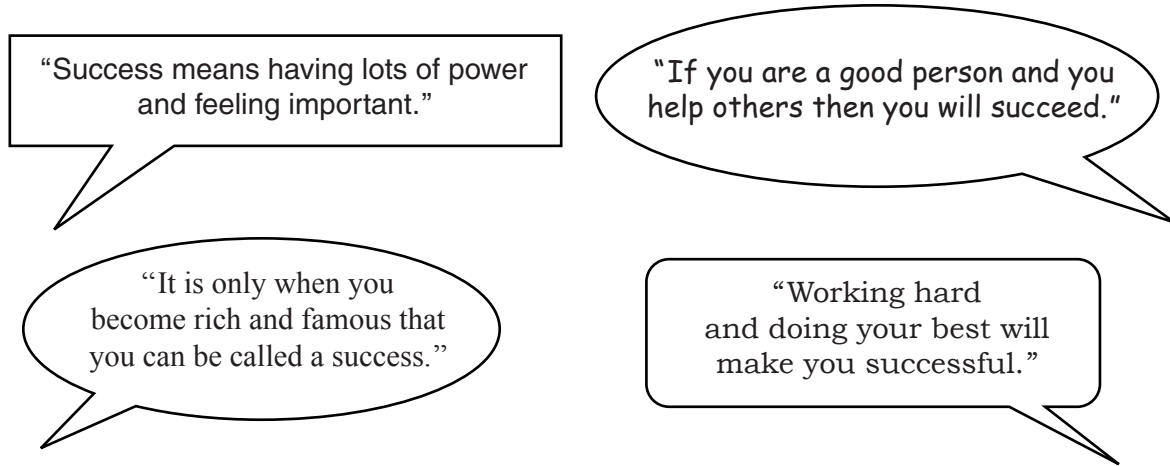 “Success means having lots of power
and feeling important.”
“If you are a good person and you
help others then you will succeed.”
“It is only when you
become rich and famous that
you can be called a success.”
“Working hard
and doing your best will
make you successful.”